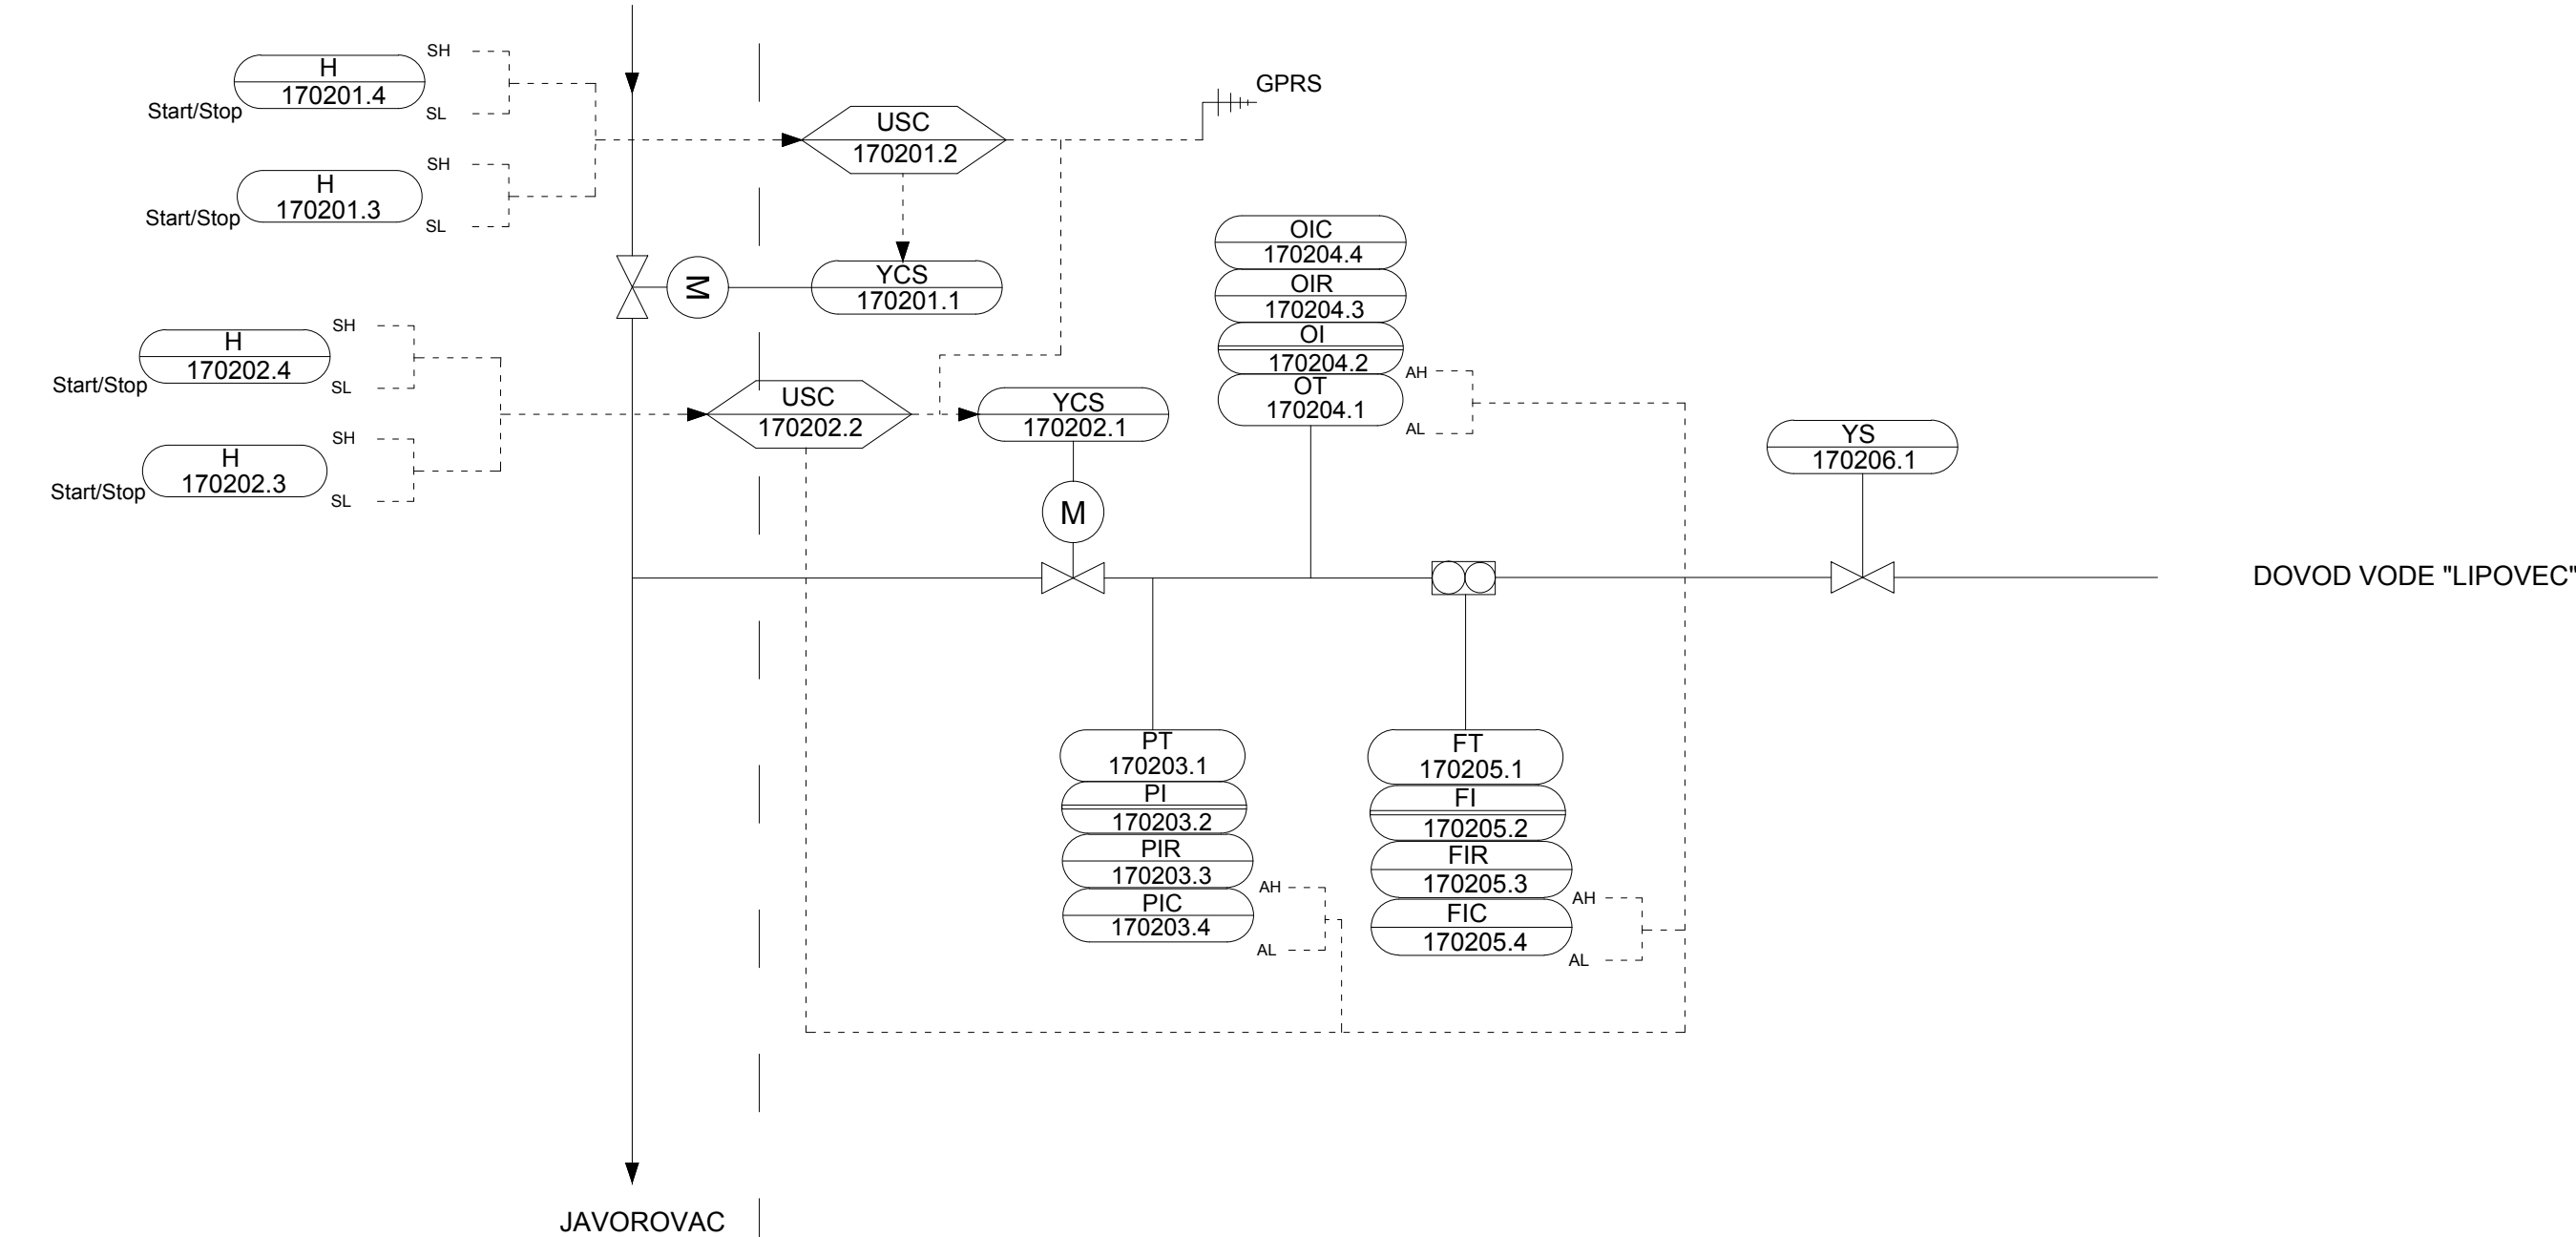 SH
H
170201.4
Start/Stop
SL
SH
H
170201.3
Start/Stop
SL
GPRS
USC
170201.2
YCS
170201.1
M
SH
H
170202.4
Start/Stop
SL
SH
H
170202.3
Start/Stop
SL
USC
170202.2
YCS
170202.1
M
OIC
170204.4
OIR
170204.3
OI
170204.2
OT
170204.1
AH
AL
YS
170206.1
DOVOD VODE "LIPOVEC"
PT
170203.1
PI
170203.2
PIR
170203.3
PIC
170203.4
AH
AL
FT
170205.1
FI
170205.2
FIR
170205.3
FIC
170205.4
AH
AL
JAVOROVAC